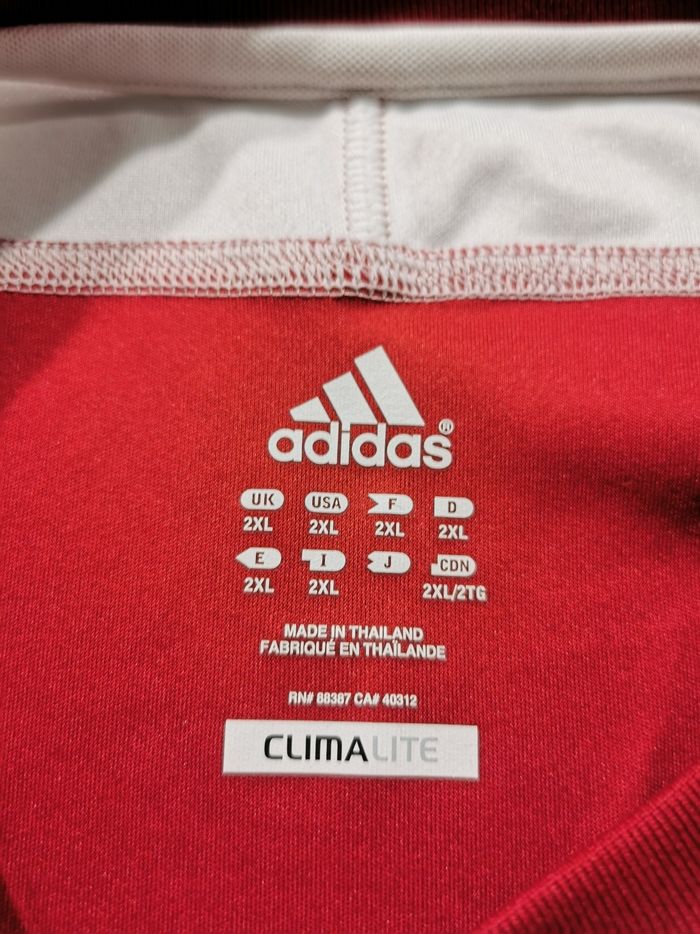 adidas®
UK USA F D
2XL 2XL 2XL 2XL
E I J CDN
2XL 2XL 2XL/2TG
MADE IN THAILAND
FABRIQUÉ EN THAÏLANDE
RN# 88387 CA# 40312
CLIMALITE